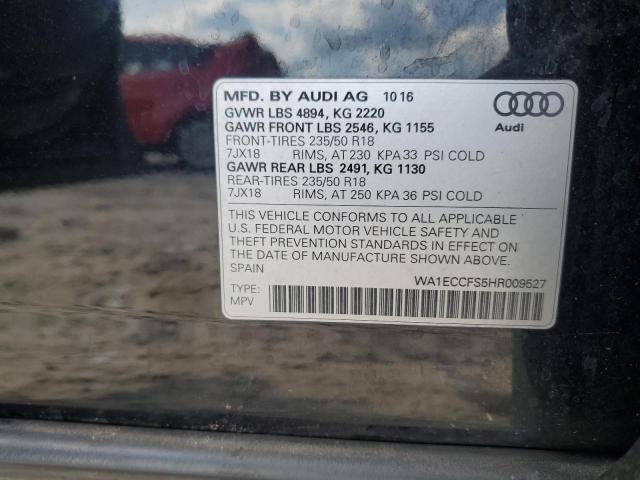 MFD. BY AUDI AG 10 16
GVWR LBS 4894, KG 2220
GAWR FRONT LBS 2546, KG 1155
FRONT-TIRES 235/50 R18
7JX18 RIMS, AT 230 KPA 33 PSI COLD
GAWR REAR LBS 2491, KG 1130
REAR-TIRES 235/50 R18
7JX18 RIMS, AT 250 KPA 36 PSI COLD
Audi
THIS VEHICLE CONFORMS TO ALL APPLICABLE
U.S. FEDERAL MOTOR VEHICLE SAFETY AND
THEFT PREVENTION STANDARDS IN EFFECT ON
THE DATE OF MANUFACTURE SHOWN ABOVE.
SPAIN
WA1ECCFS5HR009527
TYPE:
MPV